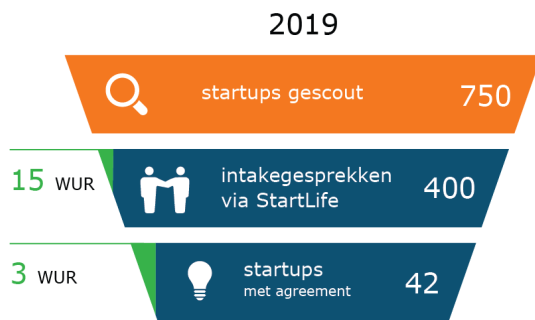 2019
startups gescout 750
15 WUR intakegesprekken
via StartLife 400
3 WUR startups
met agreement 42